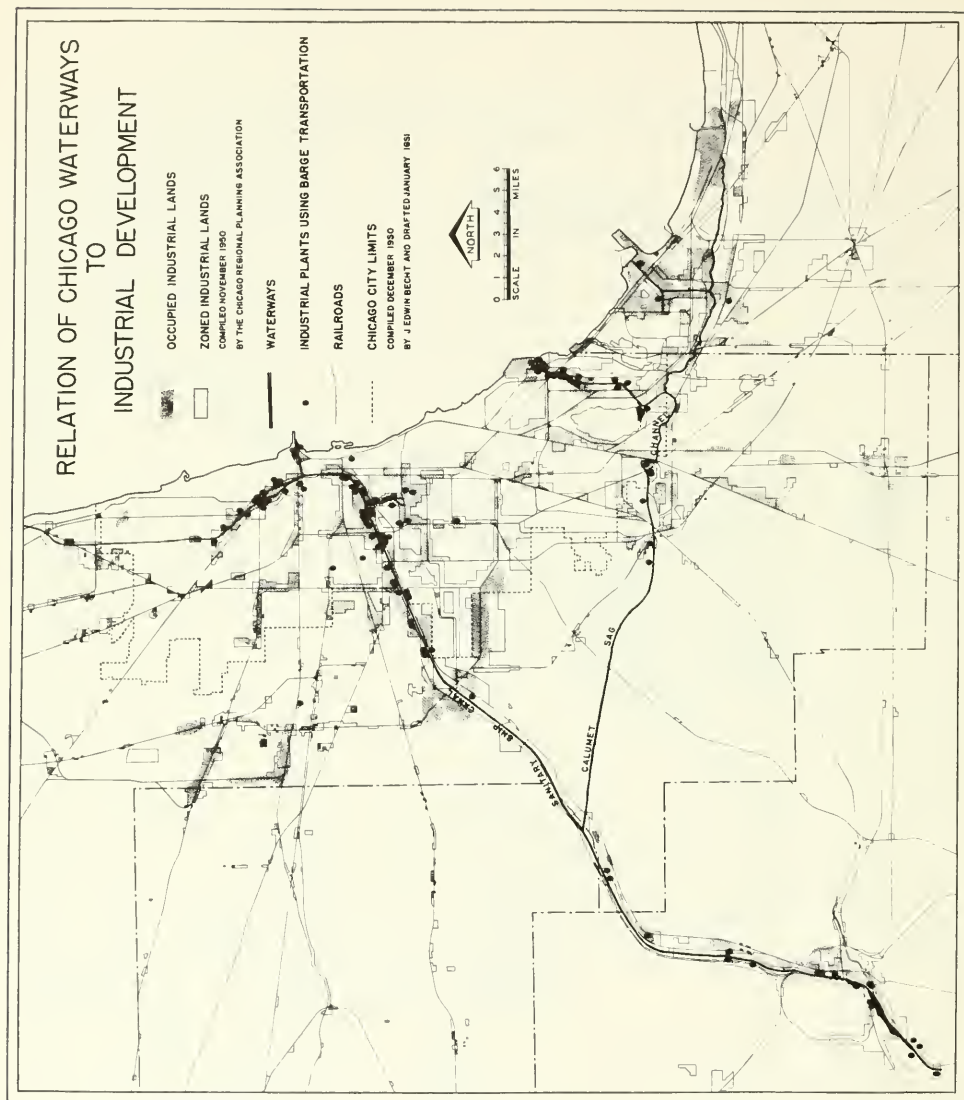 RELATION OF CHICAGO WATERWAYS
TO
INDUSTRIAL DEVELOPMENT
OCCUPIED INDUSTRIAL LANDS
ZONED INDUSTRIAL LANDS
COMPILED NOVEMBER 1950
BY THE CHICAGO REGIONAL PLANNING ASSOCIATION
WATERWAYS
INDUSTRIAL PLANTS USING BARGE TRANSPORTATION
RAILROADS
CHICAGO CITY LIMITS
COMPILED DECEMBER 1950
BY J EDWIN BECHT AND DRAFTED JANUARY 1951
NORTH
0 1 2 3 4 5 6
SCALE IN MILES
SANITARY SHIP CANAL
CALUMET SAG CHANNEL